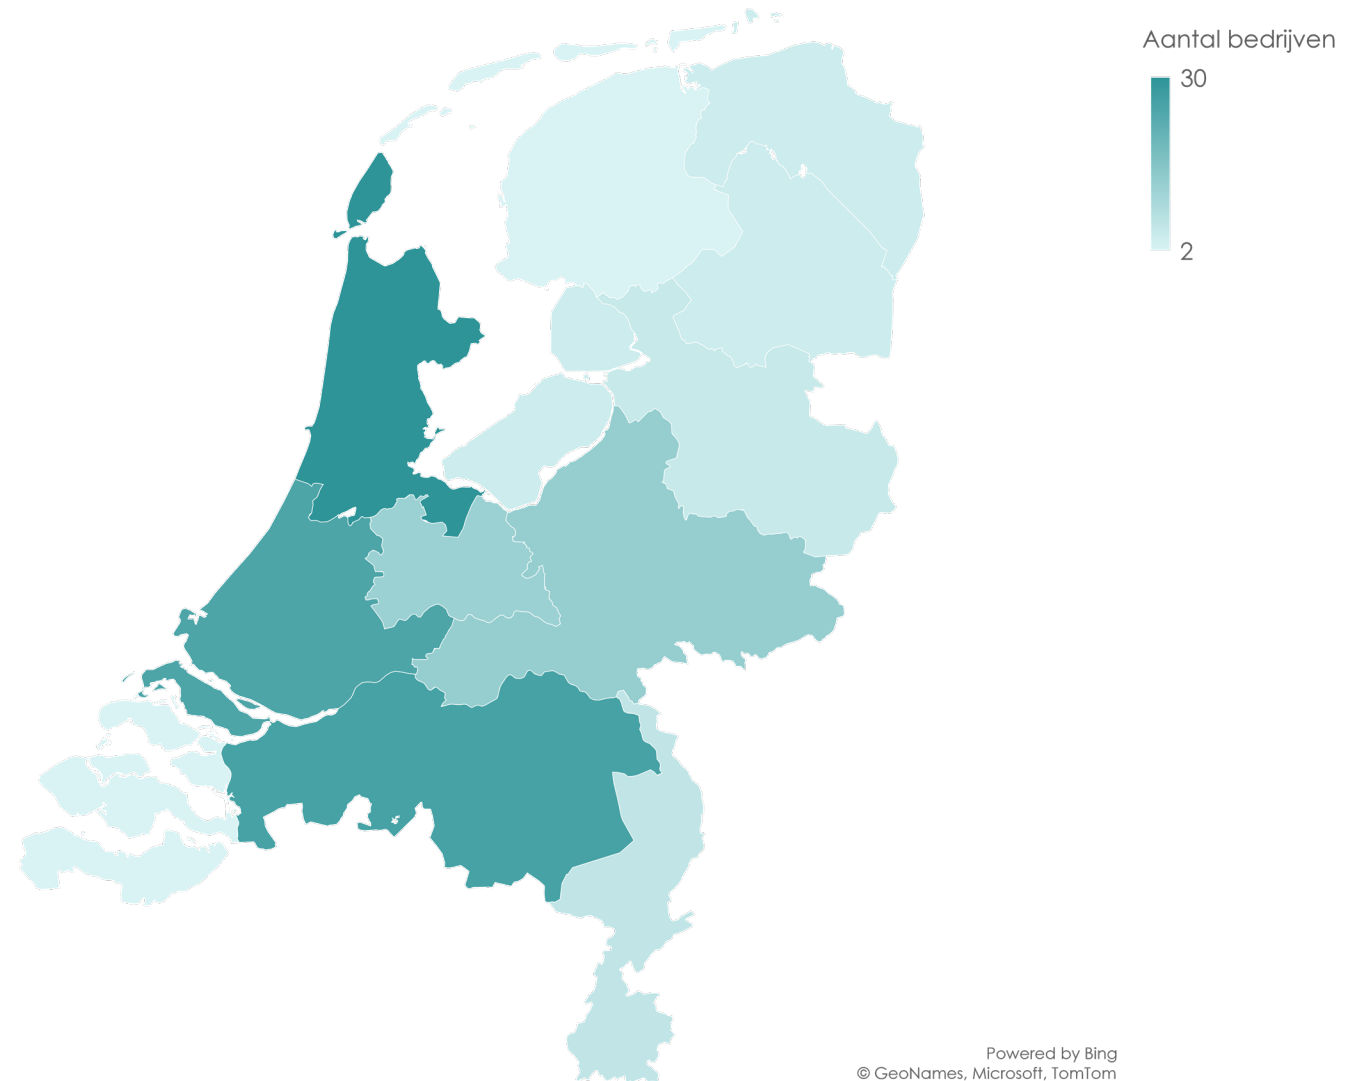 Aantal bedrijven
30
2
Powered by Bing
© GeoNames, Microsoft, TomTom